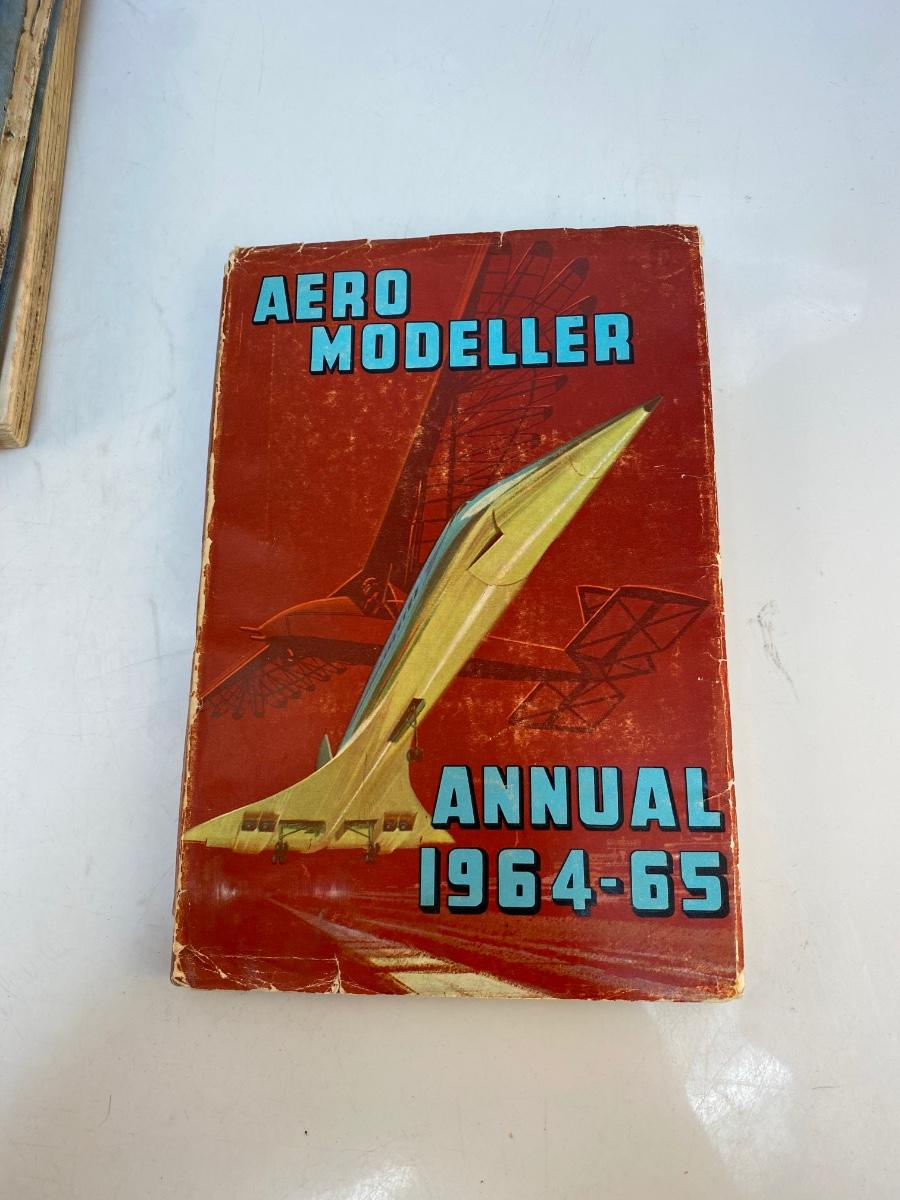 AERO
MODELLER
ANNUAL
1964-65